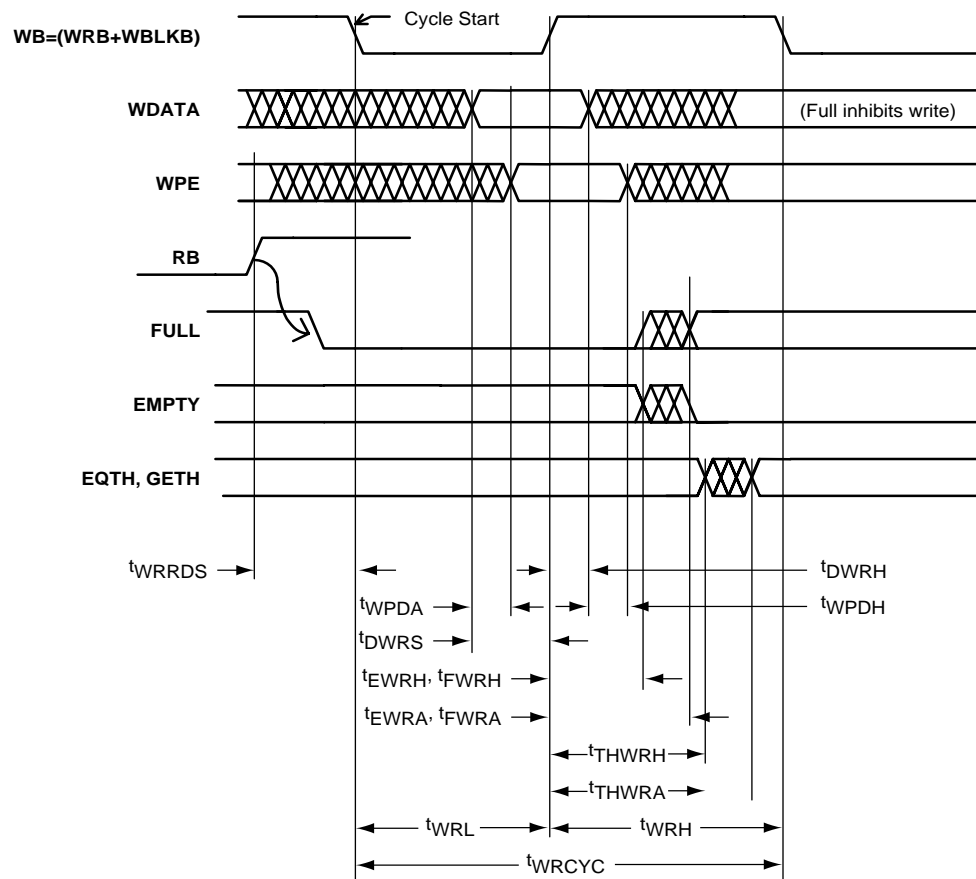 Cycle Start
WB=(WRB+WBLKB)
WDATA
(Full inhibits write)
WPE
RB
FULL
EMPTY
EQTH, GETH
tWRRDS
tDWRH
tWPDA
tWPDH
tDWRS
tEWRH, tFWRH
tEWRA, tFWRA
tTHWRH
tTHWRA
tWRL
tWRH
tWRCYC